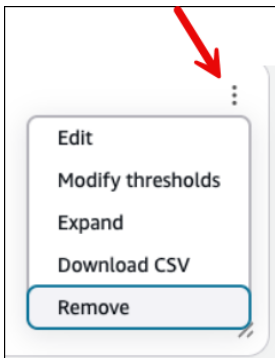 Edit
Modify thresholds
Expand
Download CSV
Remove